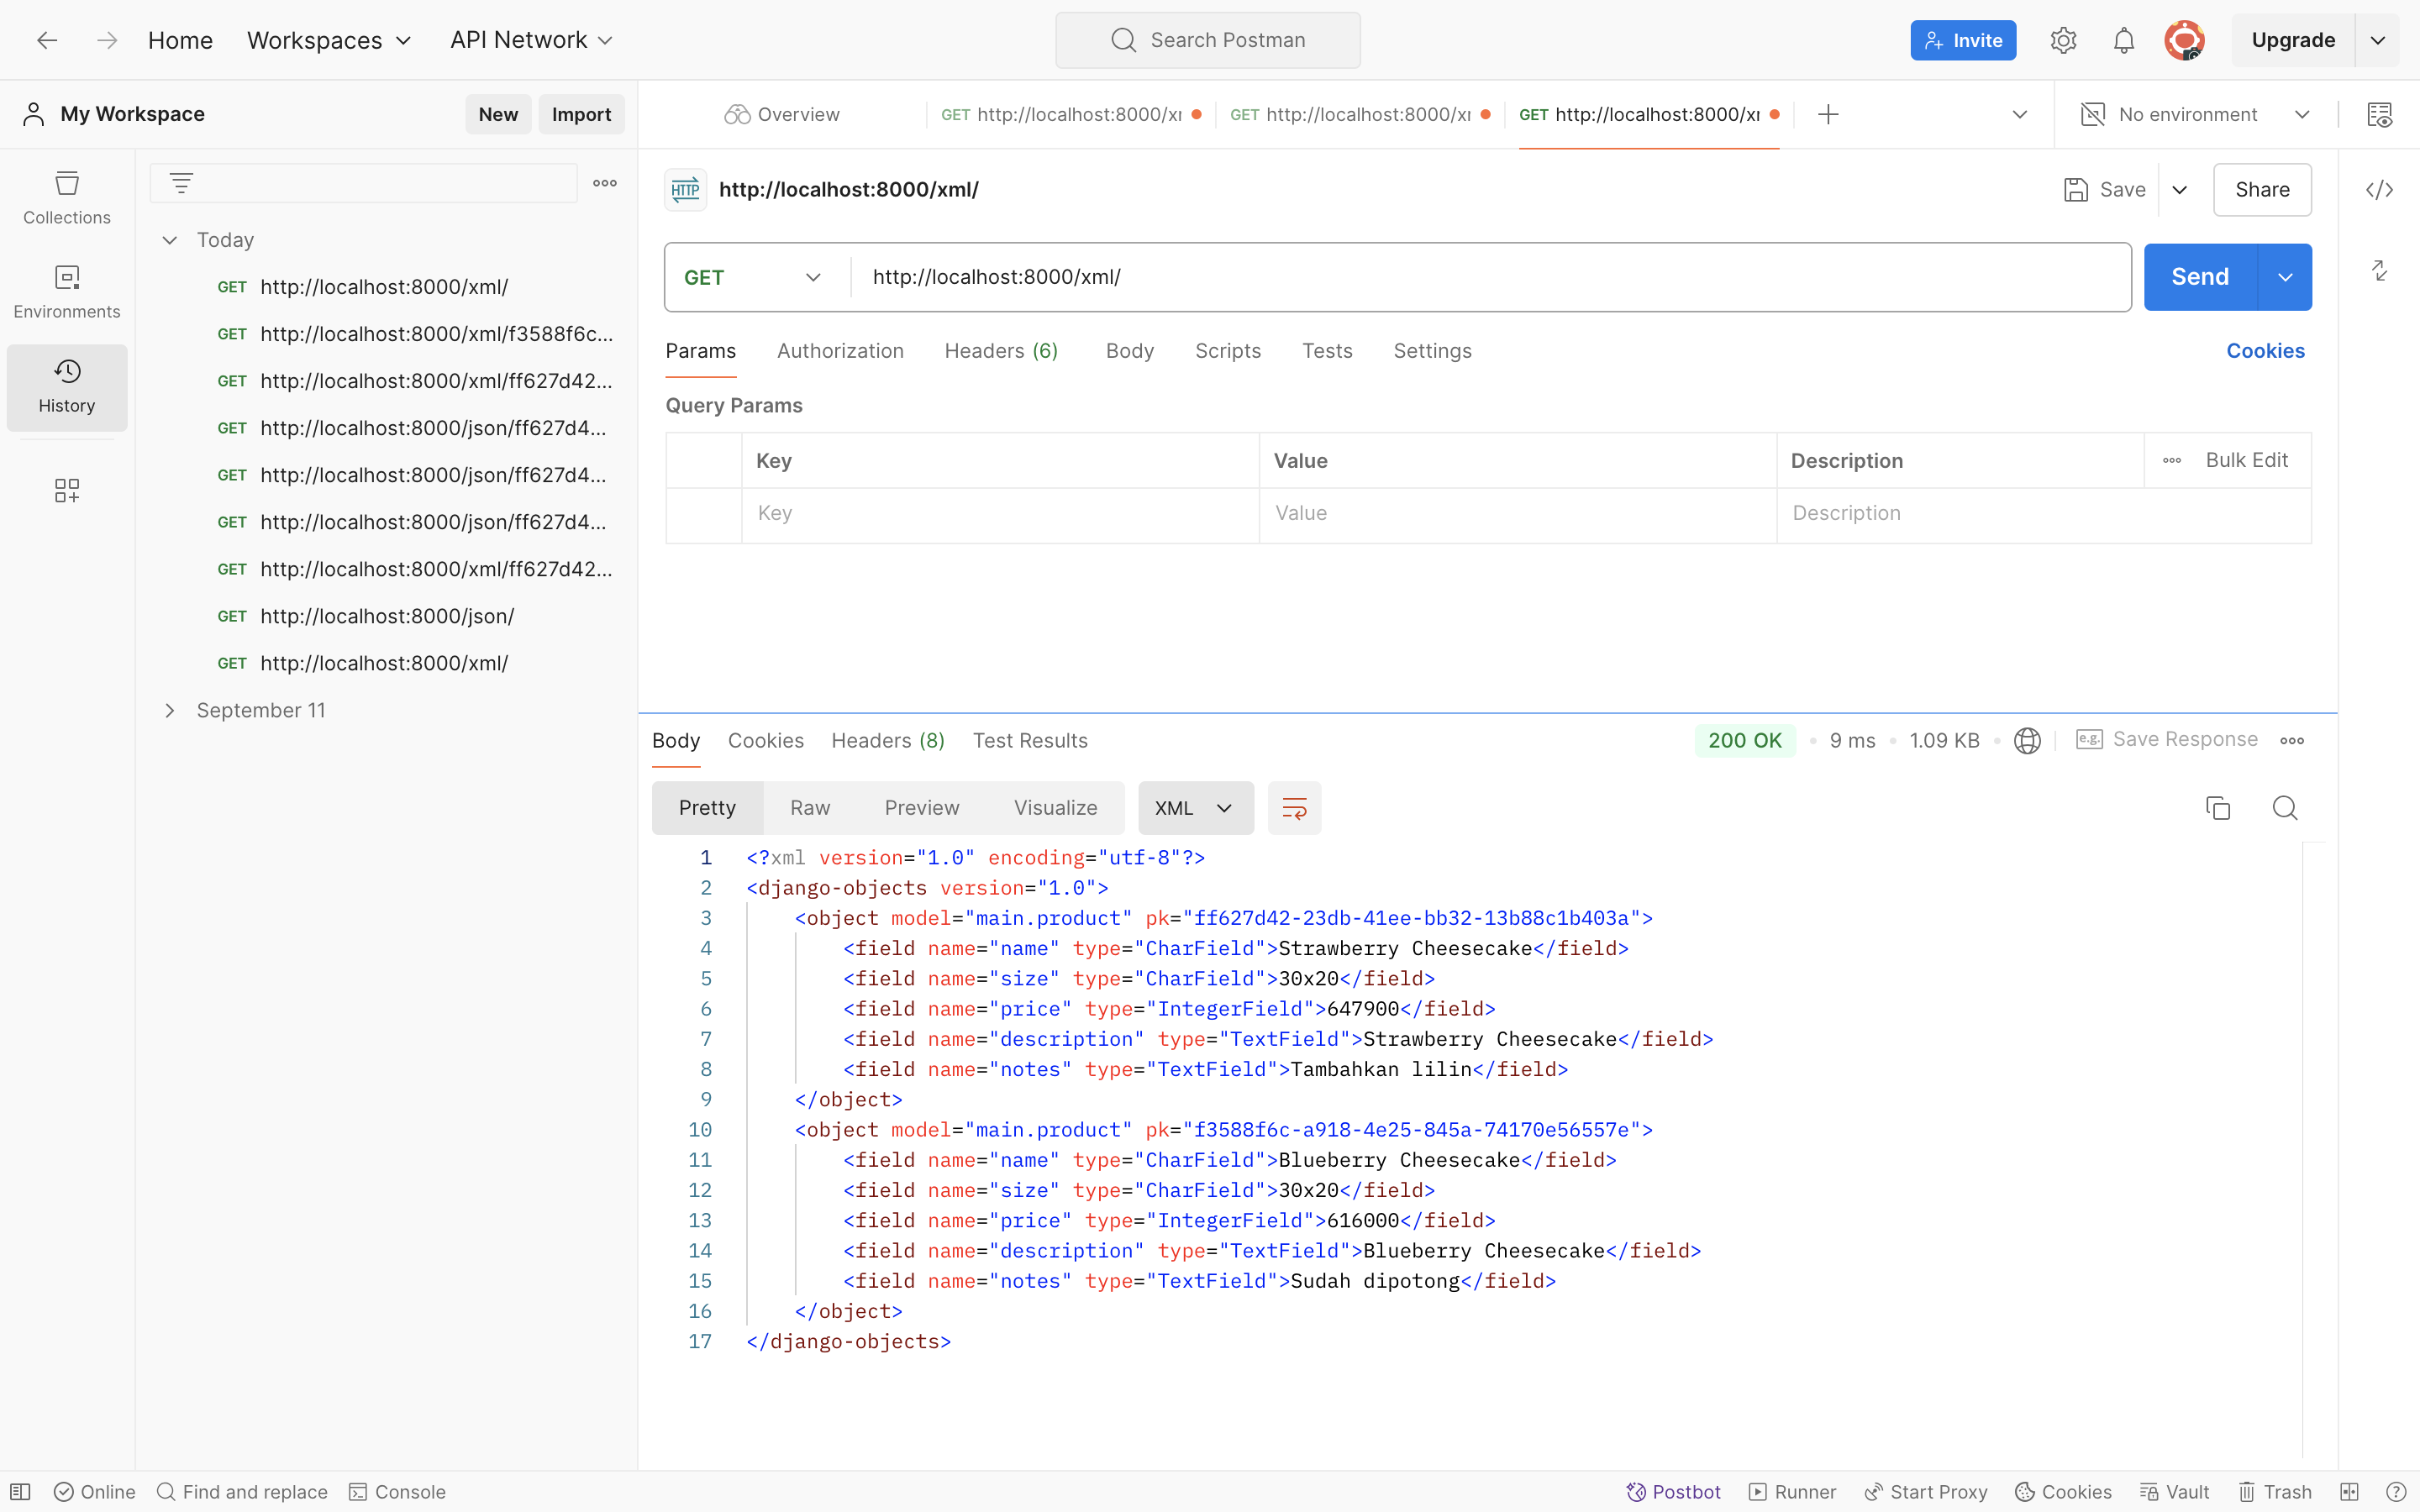 Home Workspaces API Network Search Postman Invite Upgrade
My Workspace New Import Overview GET http://localhost:8000/xr GET http://localhost:8000/xr GET http://localhost:8000/xr No environment
Collections
Environments
History
Today
GET http://localhost:8000/xml/
GET http://localhost:8000/xml/f3588f6c...
GET http://localhost:8000/xml/ff627d42...
GET http://localhost:8000/json/ff627d4...
GET http://localhost:8000/json/ff627d4...
GET http://localhost:8000/json/ff627d4...
GET http://localhost:8000/xml/ff627d42...
GET http://localhost:8000/json/
GET http://localhost:8000/xml/
September 11
HTTP http://localhost:8000/xml/ Save Share
GET http://localhost:8000/xml/ Send
Params Authorization Headers (6) Body Scripts Tests Settings Cookies
Query Params
Key Value Description Bulk Edit
Key Value Description
Body Cookies Headers (8) Test Results 200 OK 9 ms 1.09 KB e.g. Save Response
Pretty Raw Preview Visualize XML
1 <?xml version="1.0" encoding="utf-8"?>
2 <django-objects version="1.0">
3 <object model="main.product" pk="ff627d42-23db-41ee-bb32-13b88c1b403a">
4 <field name="name" type="CharField">Strawberry Cheesecake</field>
5 <field name="size" type="CharField">30x20</field>
6 <field name="price" type="IntegerField">647900</field>
7 <field name="description" type="TextField">Strawberry Cheesecake</field>
8 <field name="notes" type="TextField">Tambahkan lilin</field>
9 </object>
10 <object model="main.product" pk="f3588f6c-a918-4e25-845a-74170e56557e">
11 <field name="name" type="CharField">Blueberry Cheesecake</field>
12 <field name="size" type="CharField">30x20</field>
13 <field name="price" type="IntegerField">616000</field>
14 <field name="description" type="TextField">Blueberry Cheesecake</field>
15 <field name="notes" type="TextField">Sudah dipotong</field>
16 </object>
17 </django-objects>
Online Find and replace Console Postbot Runner Start Proxy Cookies Vault Trash